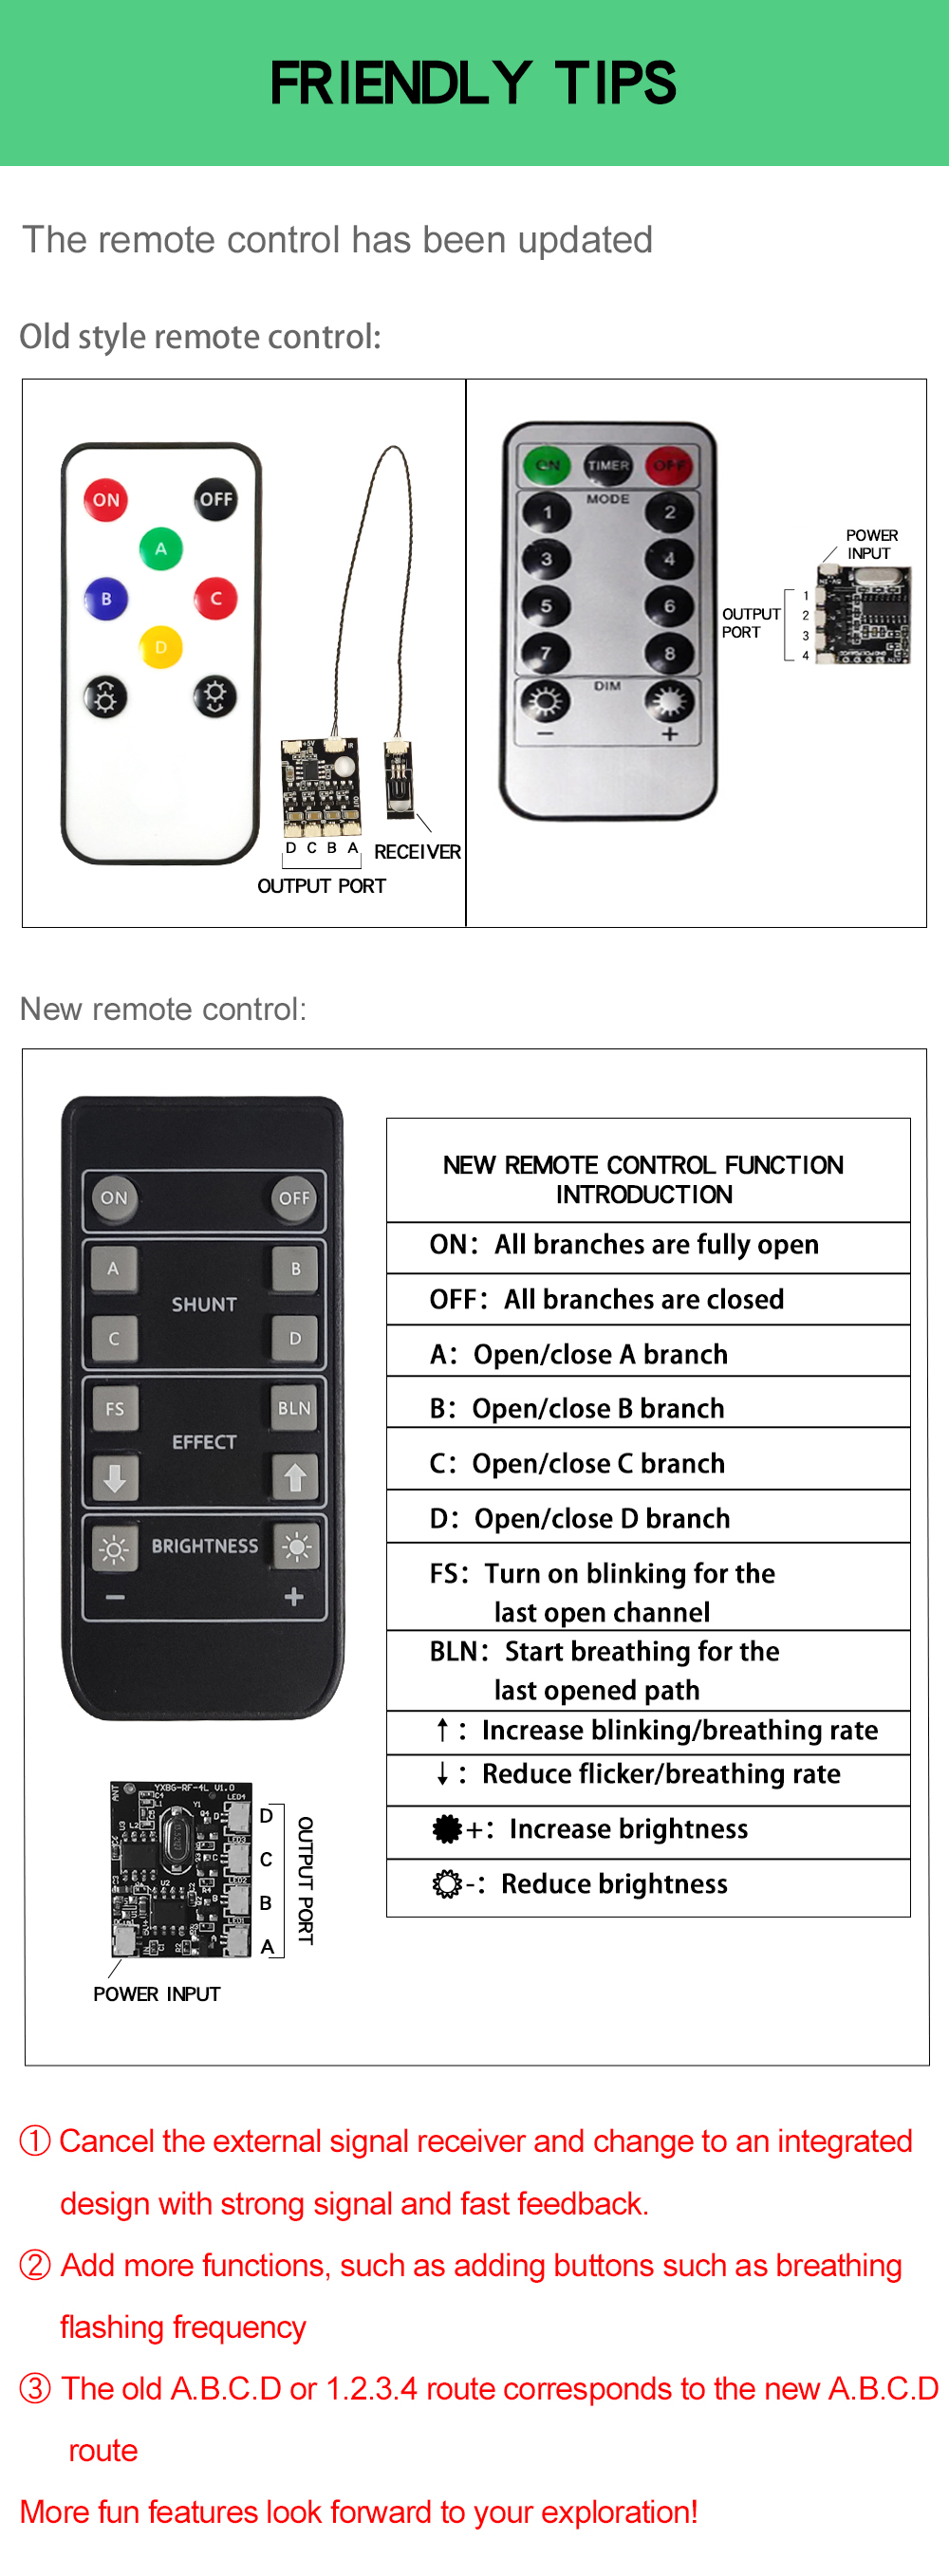 FRIENDLY TIPS
The remote control has been updated
Old style remote control:
ON
OFF
A
B
C
D
+5V
IR
OUT
D C B A
RECEIVER
OUTPUT PORT
ON TIMER OFF
MODE
1 2
3 4
5 6
7 8
DIM
− +
POWER
INPUT
OUTPUT
PORT
1
2
3
4
New remote control:
ON OFF
A B
SHUNT
C D
FS BLN
EFFECT
BRIGHTNESS
− +
ANT
YXBG-RF-4L V1.0
LED4
LED3
LED2
LED1
D
C
B
A
OUTPUT PORT
POWER INPUT
NEW REMOTE CONTROL FUNCTION
INTRODUCTION
ON: All branches are fully open
OFF: All branches are closed
A: Open/close A branch
B: Open/close B branch
C: Open/close C branch
D: Open/close D branch
FS: Turn on blinking for the
last open channel
BLN: Start breathing for the
last opened path
↑: Increase blinking/breathing rate
↓: Reduce flicker/breathing rate
+: Increase brightness
-: Reduce brightness
① Cancel the external signal receiver and change to an integrated
design with strong signal and fast feedback.
② Add more functions, such as adding buttons such as breathing
flashing frequency
③ The old A.B.C.D or 1.2.3.4 route corresponds to the new A.B.C.D
route
More fun features look forward to your exploration!